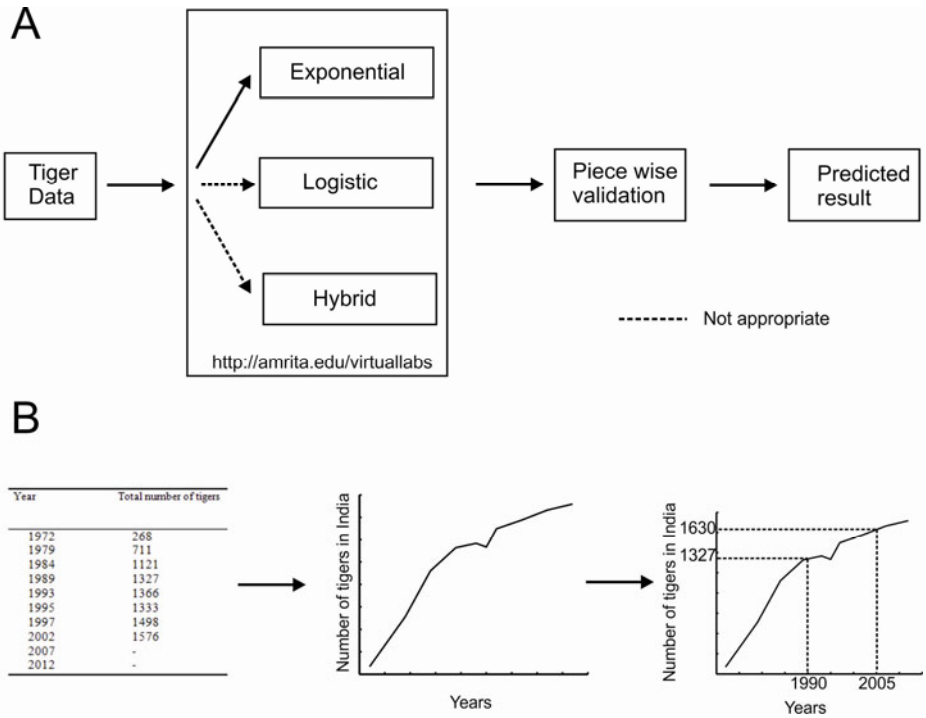 A
Tiger
Data
Exponential
Logistic
Hybrid
http://amrita.edu/virtuallabs
Piece wise
validation
Predicted
result
Not appropriate
B
Year Total number of tigers
1972 268
1979 711
1984 1121
1989 1327
1993 1366
1995 1333
1997 1498
2002 1576
2007 -
2012 -
Number of tigers in India
Years
Number of tigers in India
1630
1327
1990 2005
Years